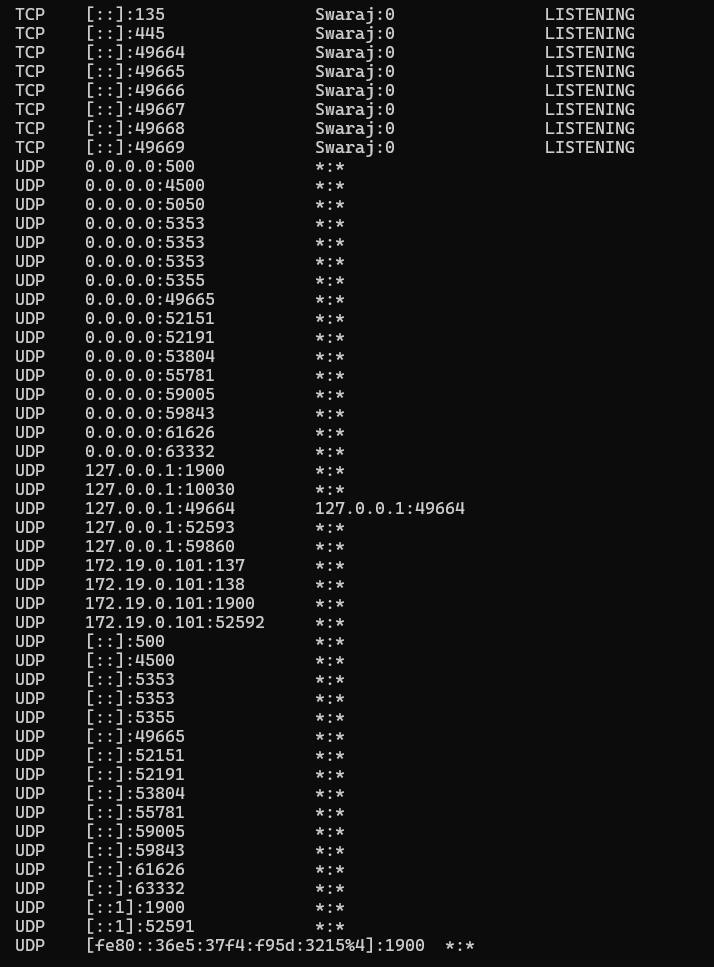 TCP    [::]:135               Swaraj:0               LISTENING
TCP    [::]:445               Swaraj:0               LISTENING
TCP    [::]:49664             Swaraj:0               LISTENING
TCP    [::]:49665             Swaraj:0               LISTENING
TCP    [::]:49666             Swaraj:0               LISTENING
TCP    [::]:49667             Swaraj:0               LISTENING
TCP    [::]:49668             Swaraj:0               LISTENING
TCP    [::]:49669             Swaraj:0               LISTENING
UDP    0.0.0.0:500            *:*
UDP    0.0.0.0:4500           *:*
UDP    0.0.0.0:5050           *:*
UDP    0.0.0.0:5353           *:*
UDP    0.0.0.0:5353           *:*
UDP    0.0.0.0:5353           *:*
UDP    0.0.0.0:5355           *:*
UDP    0.0.0.0:49665          *:*
UDP    0.0.0.0:52151          *:*
UDP    0.0.0.0:52191          *:*
UDP    0.0.0.0:53804          *:*
UDP    0.0.0.0:55781          *:*
UDP    0.0.0.0:59005          *:*
UDP    0.0.0.0:59843          *:*
UDP    0.0.0.0:61626          *:*
UDP    0.0.0.0:63332          *:*
UDP    127.0.0.1:1900         *:*
UDP    127.0.0.1:10030        *:*
UDP    127.0.0.1:49664        127.0.0.1:49664
UDP    127.0.0.1:52593        *:*
UDP    127.0.0.1:59860        *:*
UDP    172.19.0.101:137       *:*
UDP    172.19.0.101:138       *:*
UDP    172.19.0.101:1900      *:*
UDP    172.19.0.101:52592     *:*
UDP    [::]:500               *:*
UDP    [::]:4500              *:*
UDP    [::]:5353              *:*
UDP    [::]:5353              *:*
UDP    [::]:5355              *:*
UDP    [::]:49665             *:*
UDP    [::]:52151             *:*
UDP    [::]:52191             *:*
UDP    [::]:53804             *:*
UDP    [::]:55781             *:*
UDP    [::]:59005             *:*
UDP    [::]:59843             *:*
UDP    [::]:61626             *:*
UDP    [::]:63332             *:*
UDP    [::1]:1900             *:*
UDP    [::1]:52591            *:*
UDP    [fe80::36e5:37f4:f95d:3215%4]:1900  *:*